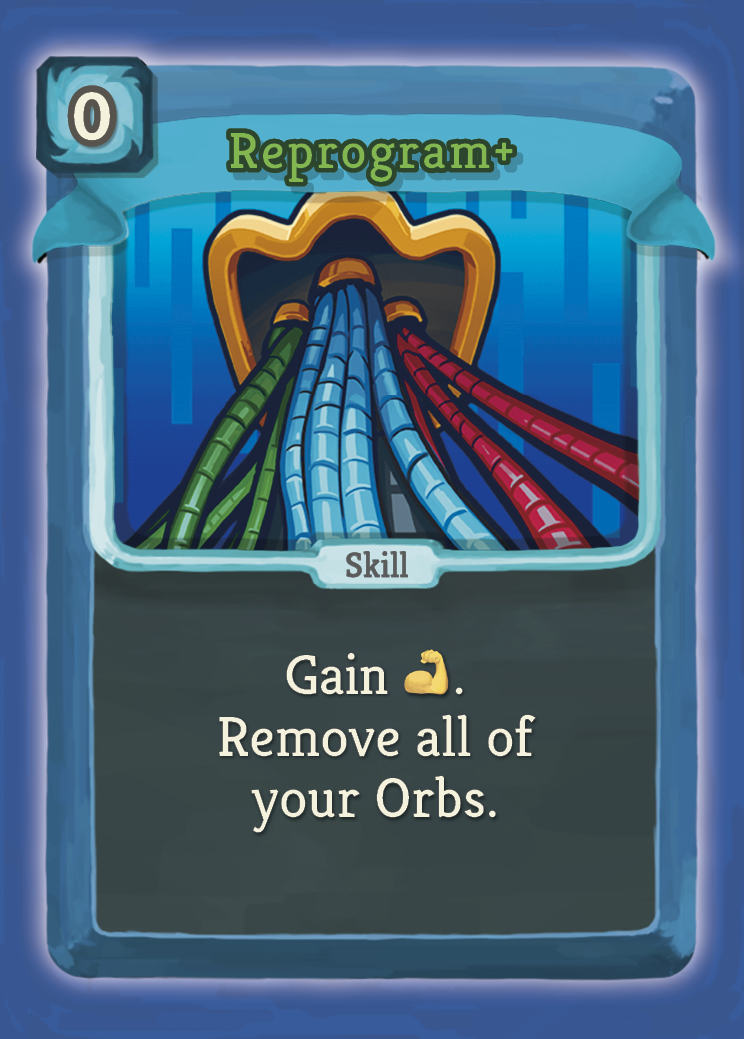 0
Reprogram+
Skill
Gain 💪.
Remove all of
your Orbs.